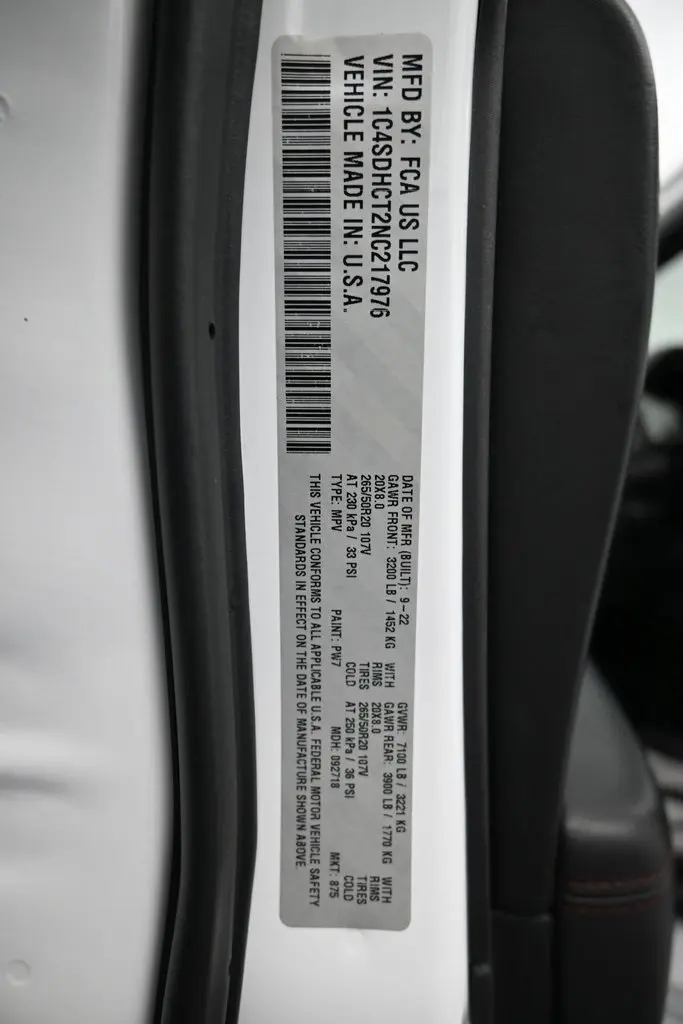 MFD BY: FCA US LLC
VIN: 1C4SDHCT2NC217976
VEHICLE MADE IN: U.S.A.
DATE OF MFR (BUILT): 9-22 GVWR: 7100 LB / 3221 KG
GAWR FRONT: 3200 LB / 1452 KG WITH GAWR REAR: 3900 LB / 1770 KG WITH
20X8.0 RIMS 20X8.0 RIMS
265/50R20 107V TIRES 265/50R20 107V TIRES
AT 230 kPa / 33 PSI COLD AT 250 kPa / 36 PSI COLD
TYPE: MPV PAINT: PW7 MDH: 092718 MKT: 875
THIS VEHICLE CONFORMS TO ALL APPLICABLE U.S.A. FEDERAL MOTOR VEHICLE SAFETY
STANDARDS IN EFFECT ON THE DATE OF MANUFACTURE SHOWN ABOVE.